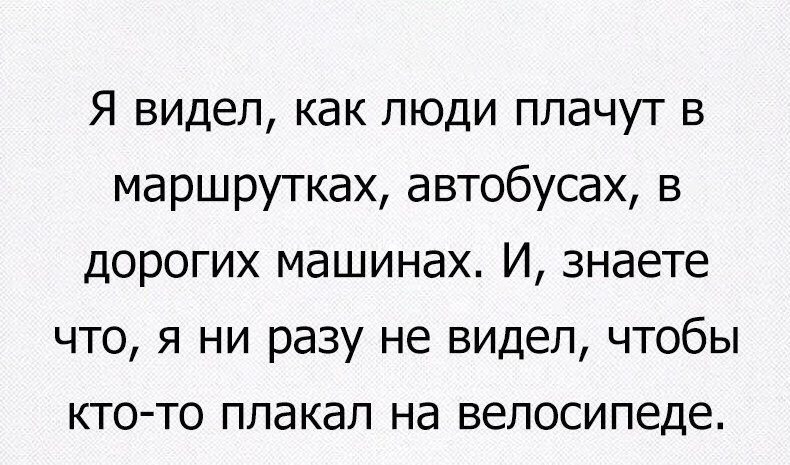 Я видел, как люди плачут в
маршрутках, автобусах, в
дорогих машинах. И, знаете
что, я ни разу не видел, чтобы
кто-то плакал на велосипеде.